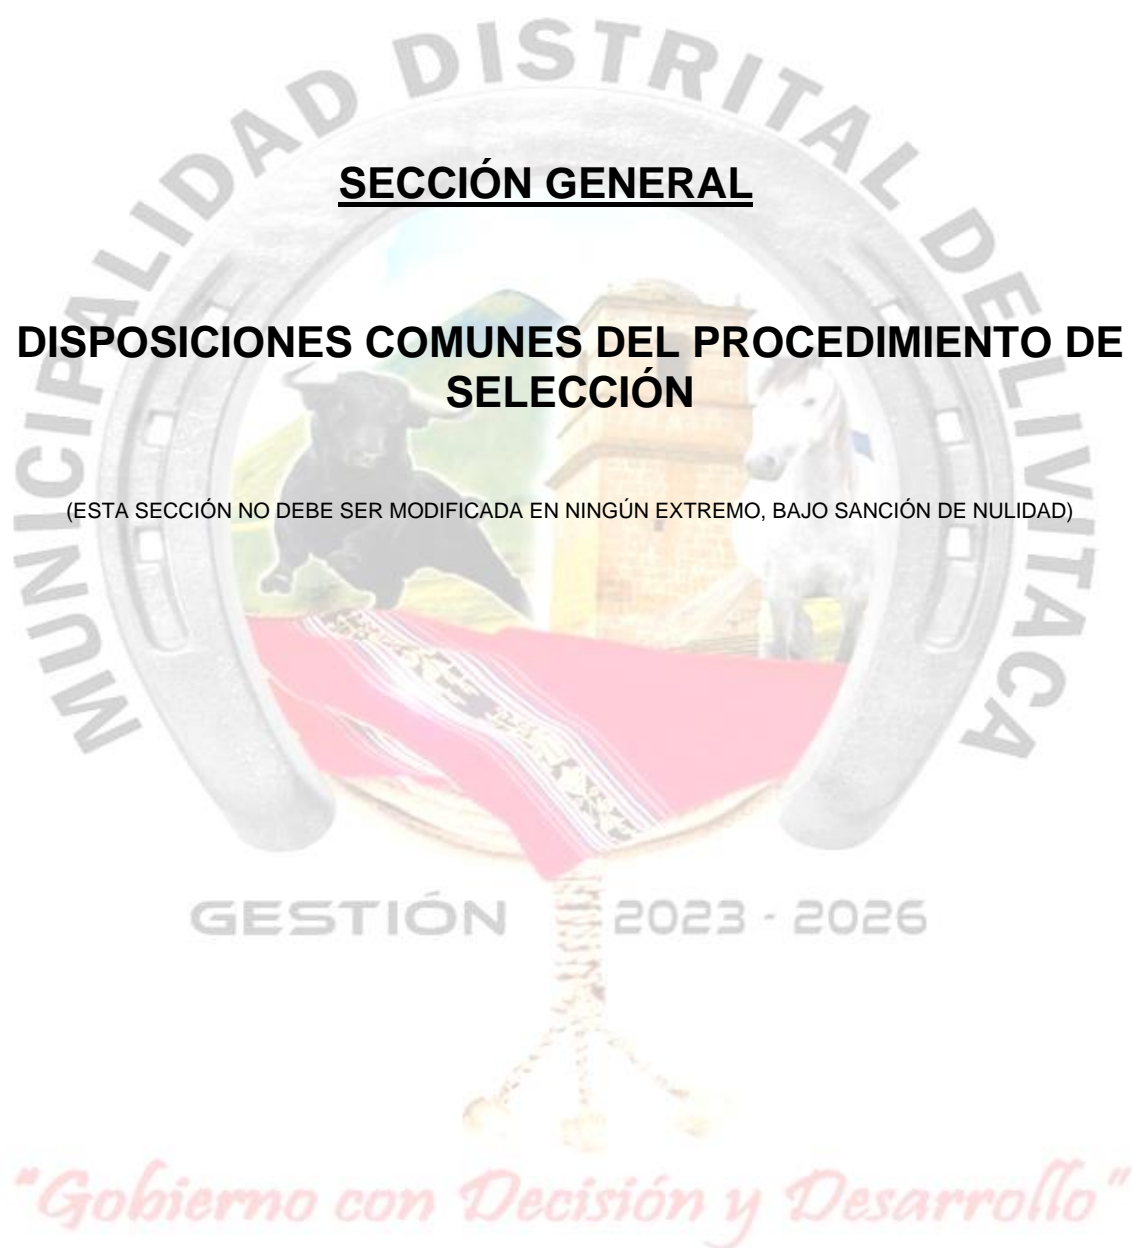 MUNICIPALIDAD DISTRITAL DE LIVITACA
SECCIÓN GENERAL
DISPOSICIONES COMUNES DEL PROCEDIMIENTO DE
SELECCIÓN
(ESTA SECCIÓN NO DEBE SER MODIFICADA EN NINGÚN EXTREMO, BAJO SANCIÓN DE NULIDAD)
GESTIÓN 2023 - 2026
"Gobierno con Decisión y Desarrollo"